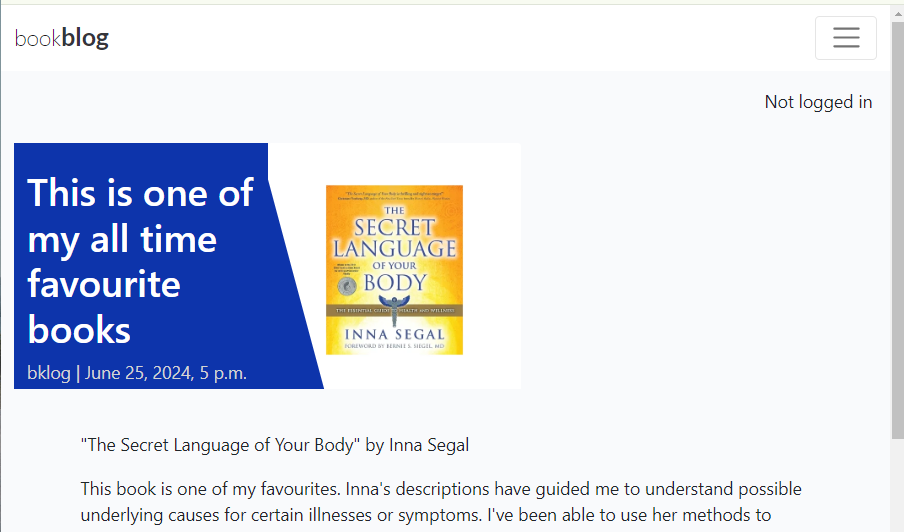 bookblog
Not logged in
This is one of
my all time
favourite
books
bklog | June 25, 2024, 5 p.m.
THE
SECRET
LANGUAGE
OF YOUR
BODY
THE ESSENTIAL GUIDE TO HEALTH AND WELLNESS
INNA SEGAL
FOREWORD BY BERNIE S. SIEGEL, MD
"The Secret Language of Your Body" by Inna Segal
This book is one of my favourites. Inna's descriptions have guided me to understand possible
underlying causes for certain illnesses or symptoms. I've been able to use her methods to